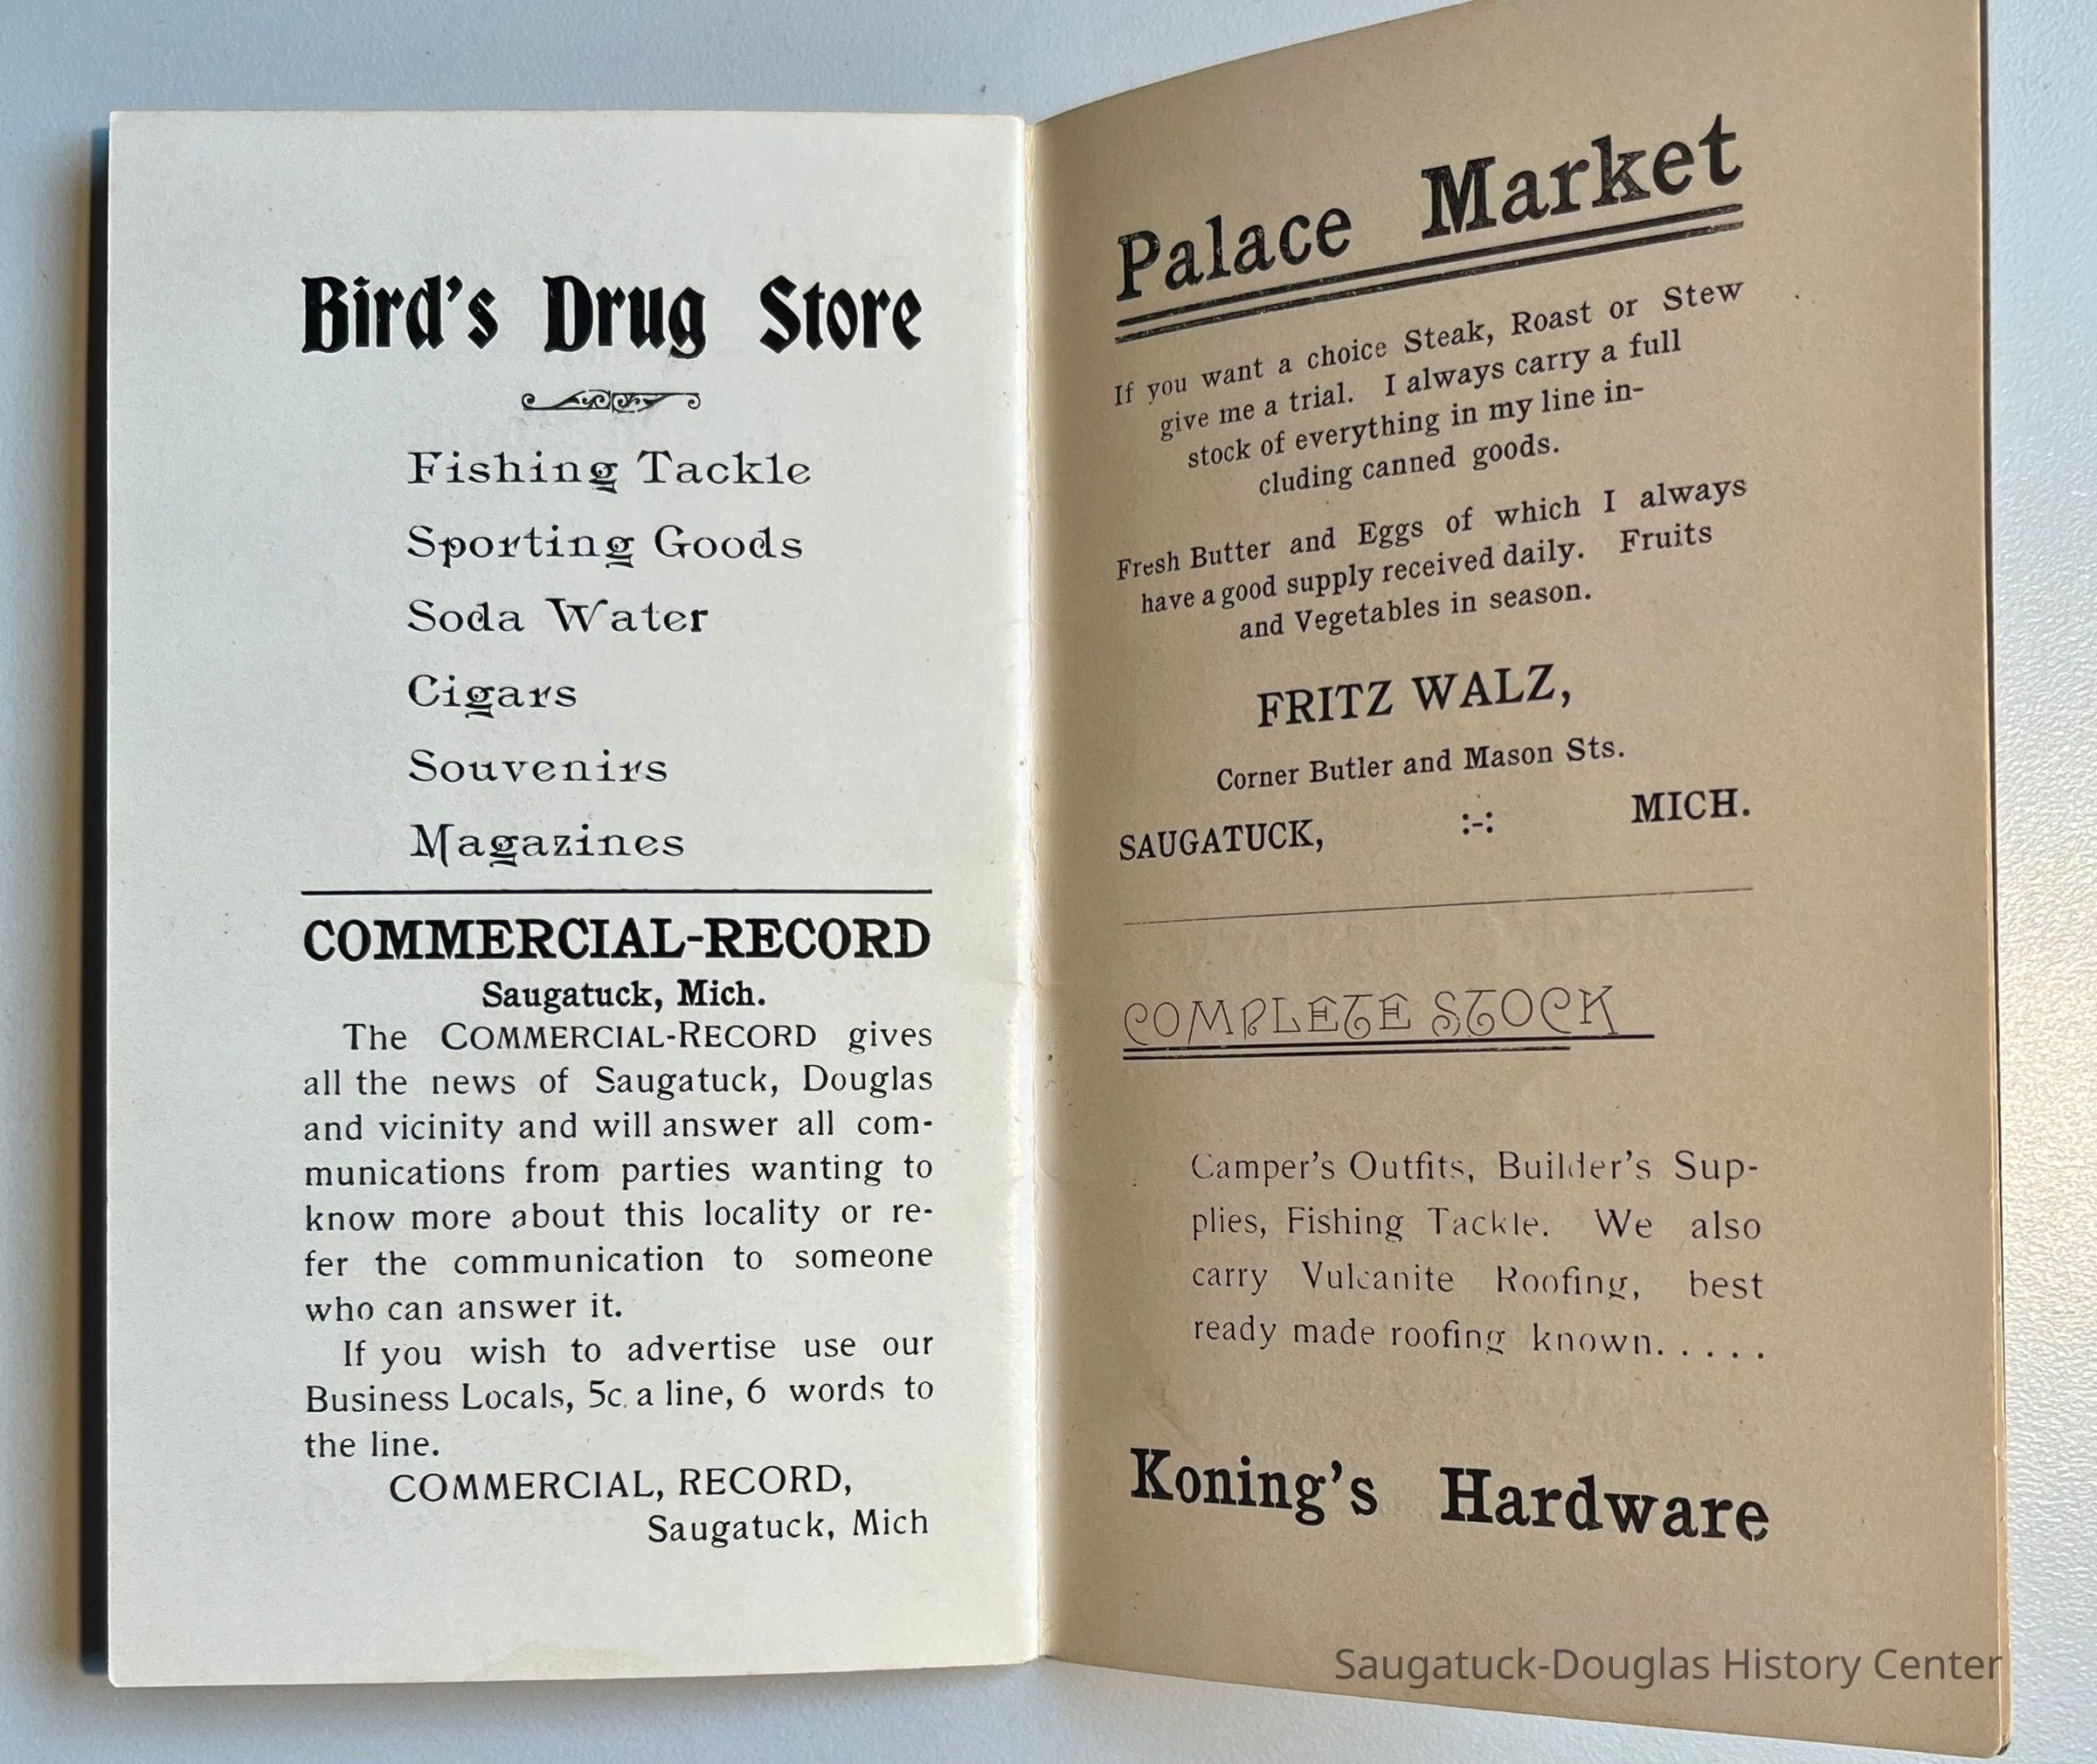 Bird's Drug Store
Fishing Tackle
Sporting Goods
Soda Water
Cigars
Souvenirs
Magazines
COMMERCIAL-RECORD
Saugatuck, Mich.
The COMMERCIAL-RECORD gives
all the news of Saugatuck, Douglas
and vicinity and will answer all com-
munications from parties wanting to
know more about this locality or re-
fer the communication to someone
who can answer it.
If you wish to advertise use our
Business Locals, 5c. a line, 6 words to
the line.
COMMERCIAL, RECORD,
Saugatuck, Mich
Palace Market
If you want a choice Steak, Roast or Stew
give me a trial. I always carry a full
stock of everything in my line in-
cluding canned goods.
Fresh Butter and Eggs of which I always
have a good supply received daily. Fruits
and Vegetables in season.
FRITZ WALZ,
Corner Butler and Mason Sts.
SAUGATUCK, :-: MICH.
COMPLETE STOCK
Camper's Outfits, Builder's Sup-
plies, Fishing Tackle. We also
carry Vulcanite Roofing, best
ready made roofing known.....
Koning's Hardware
Saugatuck-Douglas History Center